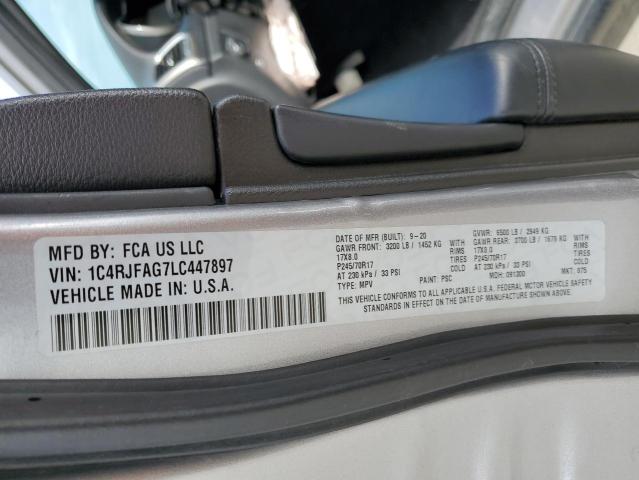 MFD BY: FCA US LLC
VIN: 1C4RJFAG7LC447897
VEHICLE MADE IN: U.S.A.
DATE OF MFR (BUILT): 9-20
GAWR FRONT: 3200 LB / 1452 KG WITH
17X8.0 RIMS
P245/70R17 TIRES
AT 230 kPa / 33 PSI
TYPE: MPV
PAINT: PSC
GVWR: 6500 LB / 2949 KG
GAWR REAR: 3700 LB / 1678 KG WITH
17X8.0 RIMS
P245/70R17 TIRES
AT 230 kPa / 33 PSI
MDH: 091300
MKT: 875
THIS VEHICLE CONFORMS TO ALL APPLICABLE U.S.A. FEDERAL MOTOR VEHICLE SAFETY
STANDARDS IN EFFECT ON THE DATE OF MANUFACTURE SHOWN ABOVE.